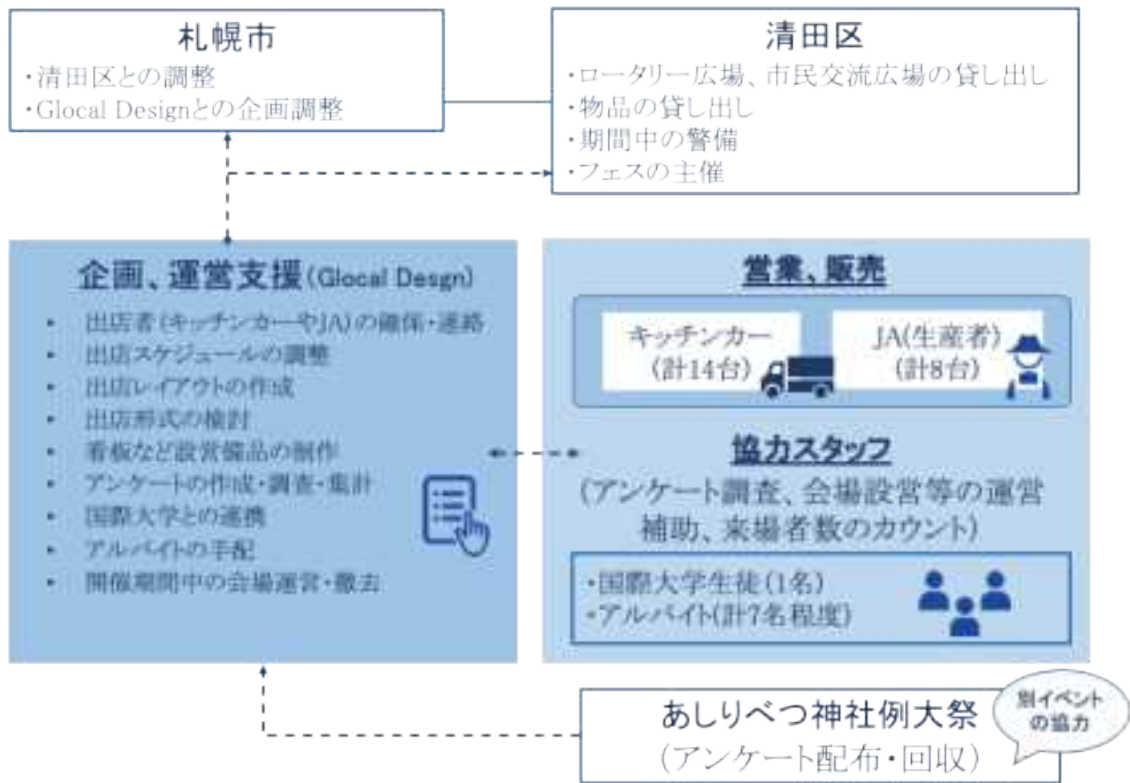 札幌市
・清田区との調整
・Glocal Designとの企画調整
清田区
・ロータリー広場、市民交流広場の貸し出し
・物品の貸し出し
・期間中の警備
・フェスの主催
企画、運営支援(Glocal Desgn)
・ 出店者(キッチンカーやJA)の確保・連絡
・ 出店スケジュールの調整
・ 出店レイアウトの作成
・ 出店形式の検討
・ 看板など設営備品の制作
・ アンケートの作成・調査・集計
・ 国際大学との連携
・ アルバイトの手配
・ 開催期間中の会場運営・撤去
営業、販売
キッチンカー
(計14台)
JA(生産者)
(計8台)
協力スタッフ
(アンケート調査、会場設営等の運営
補助、来場者数のカウント)
・国際大学生徒(1名)
・アルバイト(計7名程度)
あしりべつ神社例大祭
(アンケート配布・回収)
別イベント
の協力